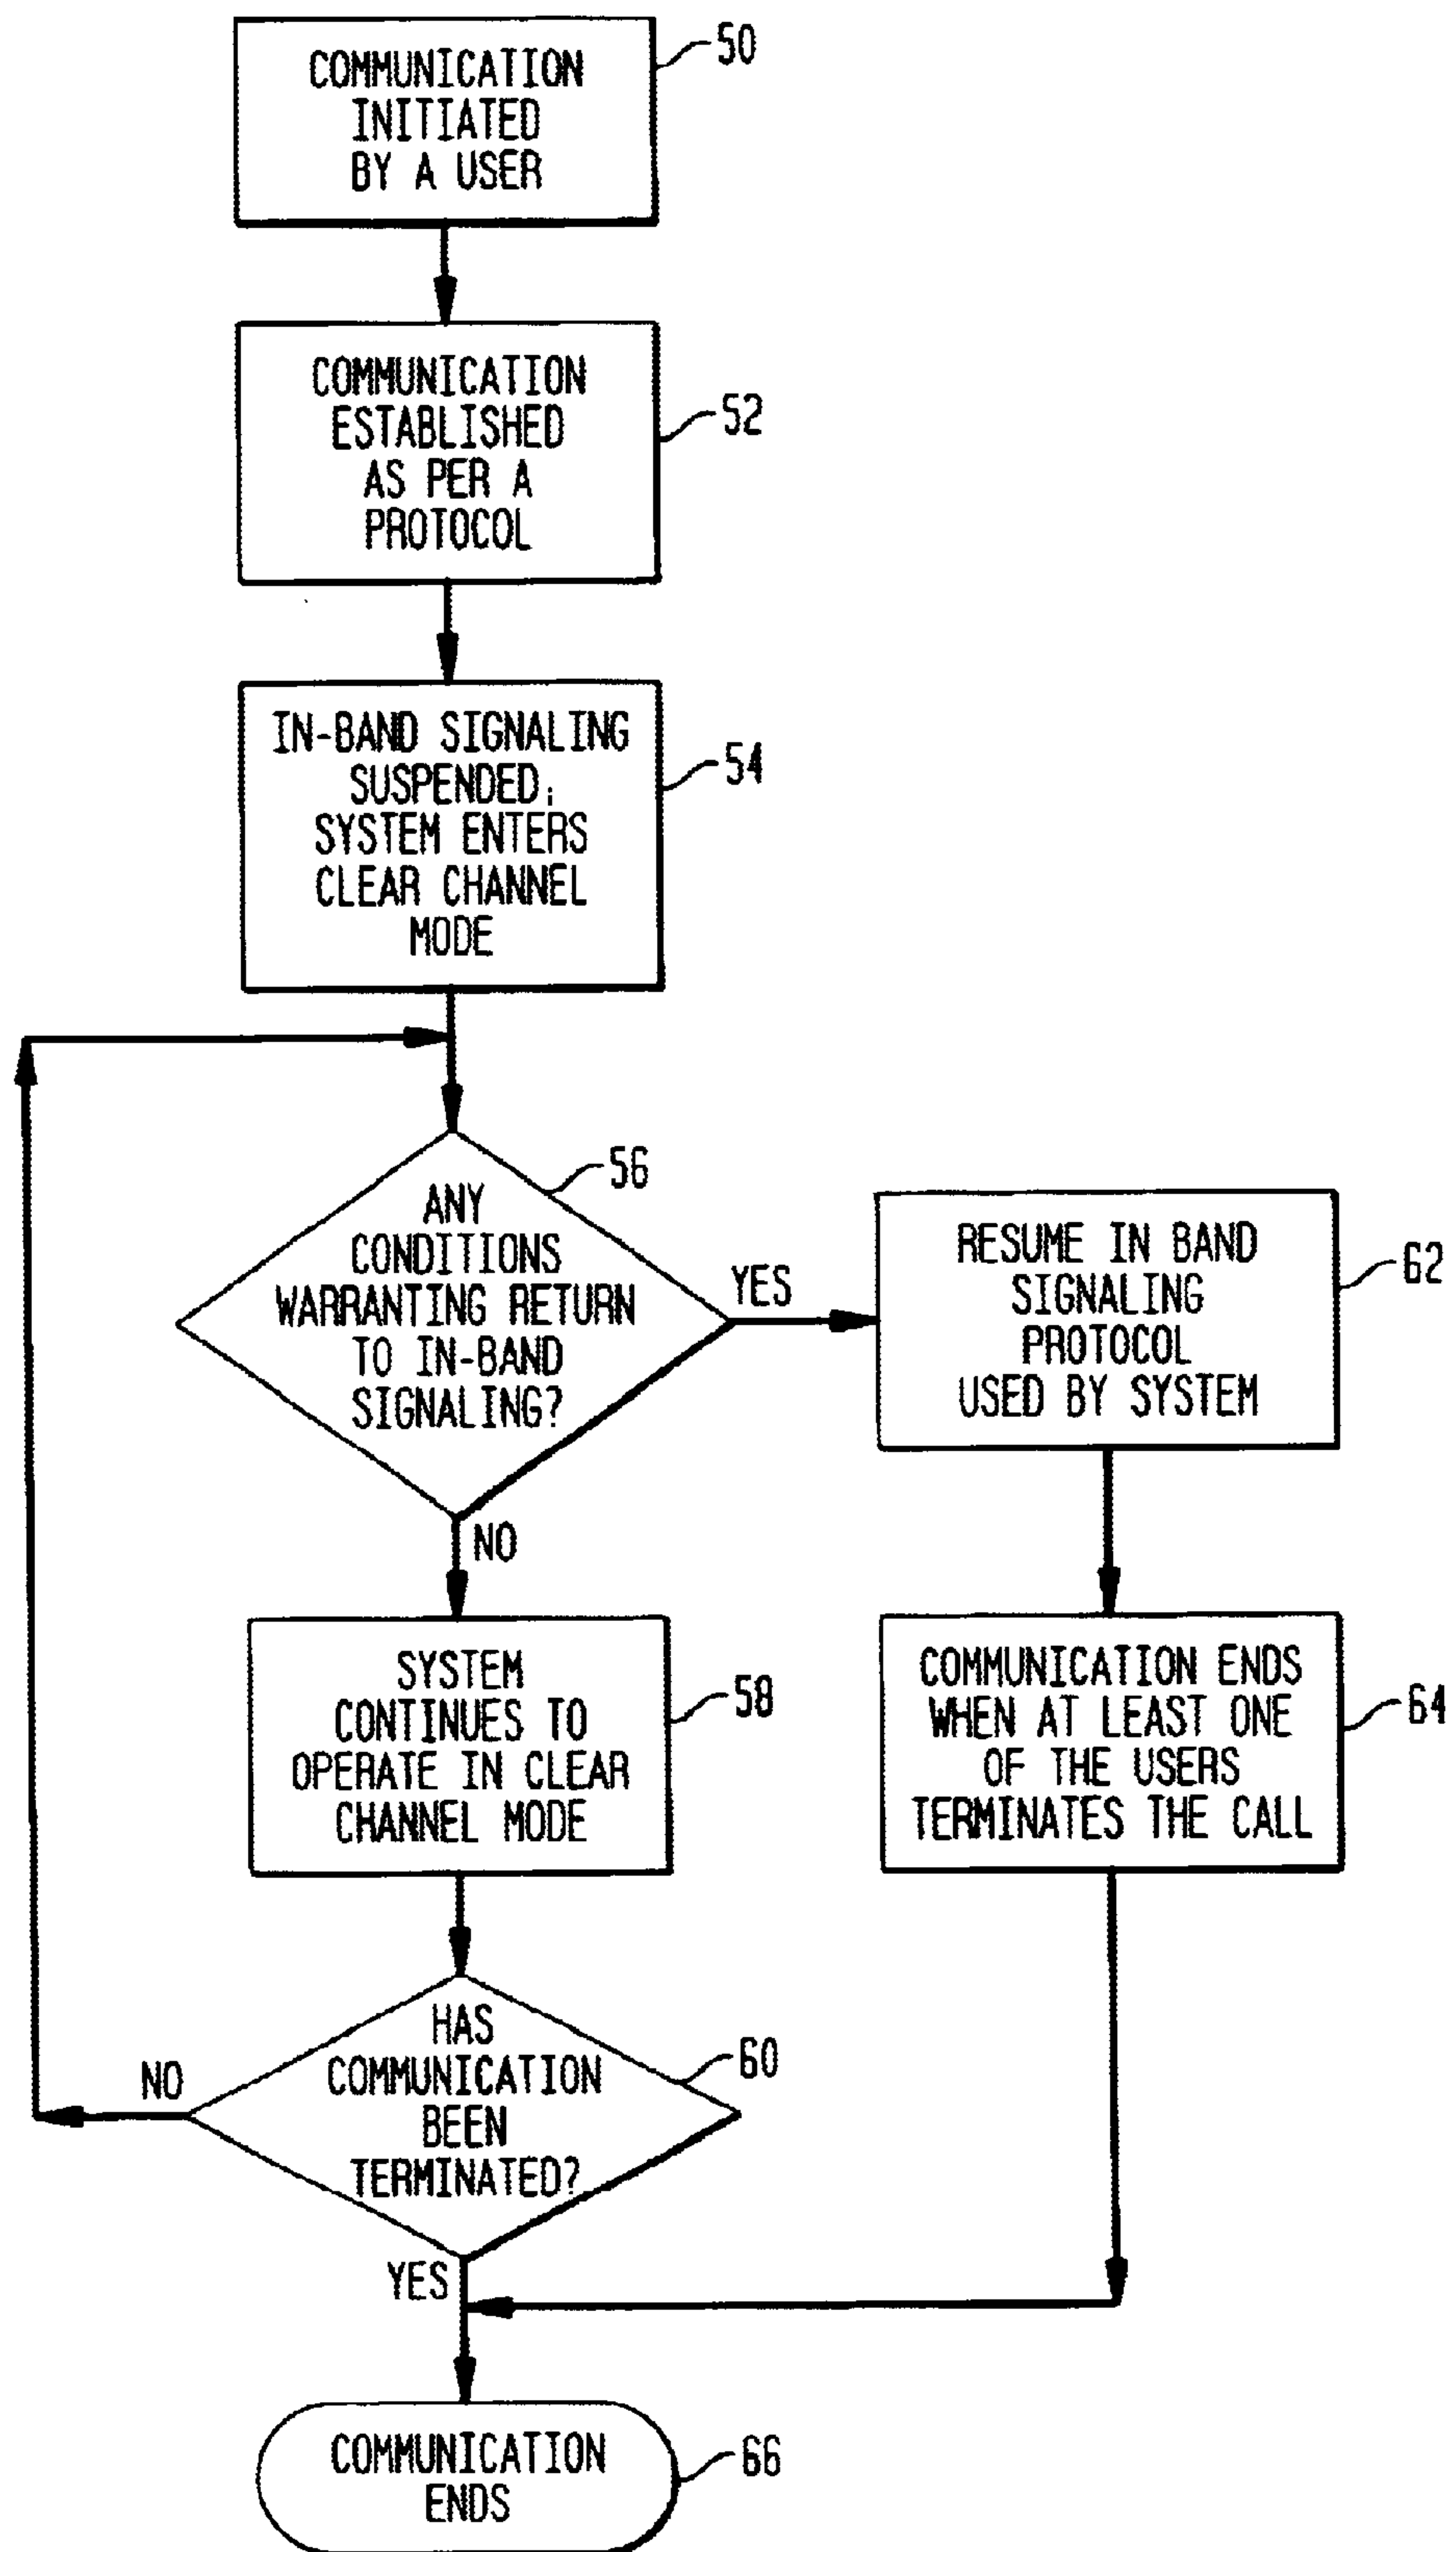 COMMUNICATION
INITIATED
BY A USER
50
COMMUNICATION
ESTABLISHED
AS PER A
PROTOCOL
52
IN-BAND SIGNALING
SUSPENDED;
SYSTEM ENTERS
CLEAR CHANNEL
MODE
54
ANY
CONDITIONS
WARRANTING RETURN
TO IN-BAND
SIGNALING?
56
YES
NO
RESUME IN BAND
SIGNALING
PROTOCOL
USED BY SYSTEM
62
SYSTEM
CONTINUES TO
OPERATE IN CLEAR
CHANNEL MODE
58
COMMUNICATION ENDS
WHEN AT LEAST ONE
OF THE USERS
TERMINATES THE CALL
64
HAS
COMMUNICATION
BEEN
TERMINATED?
60
NO
YES
COMMUNICATION
ENDS
66